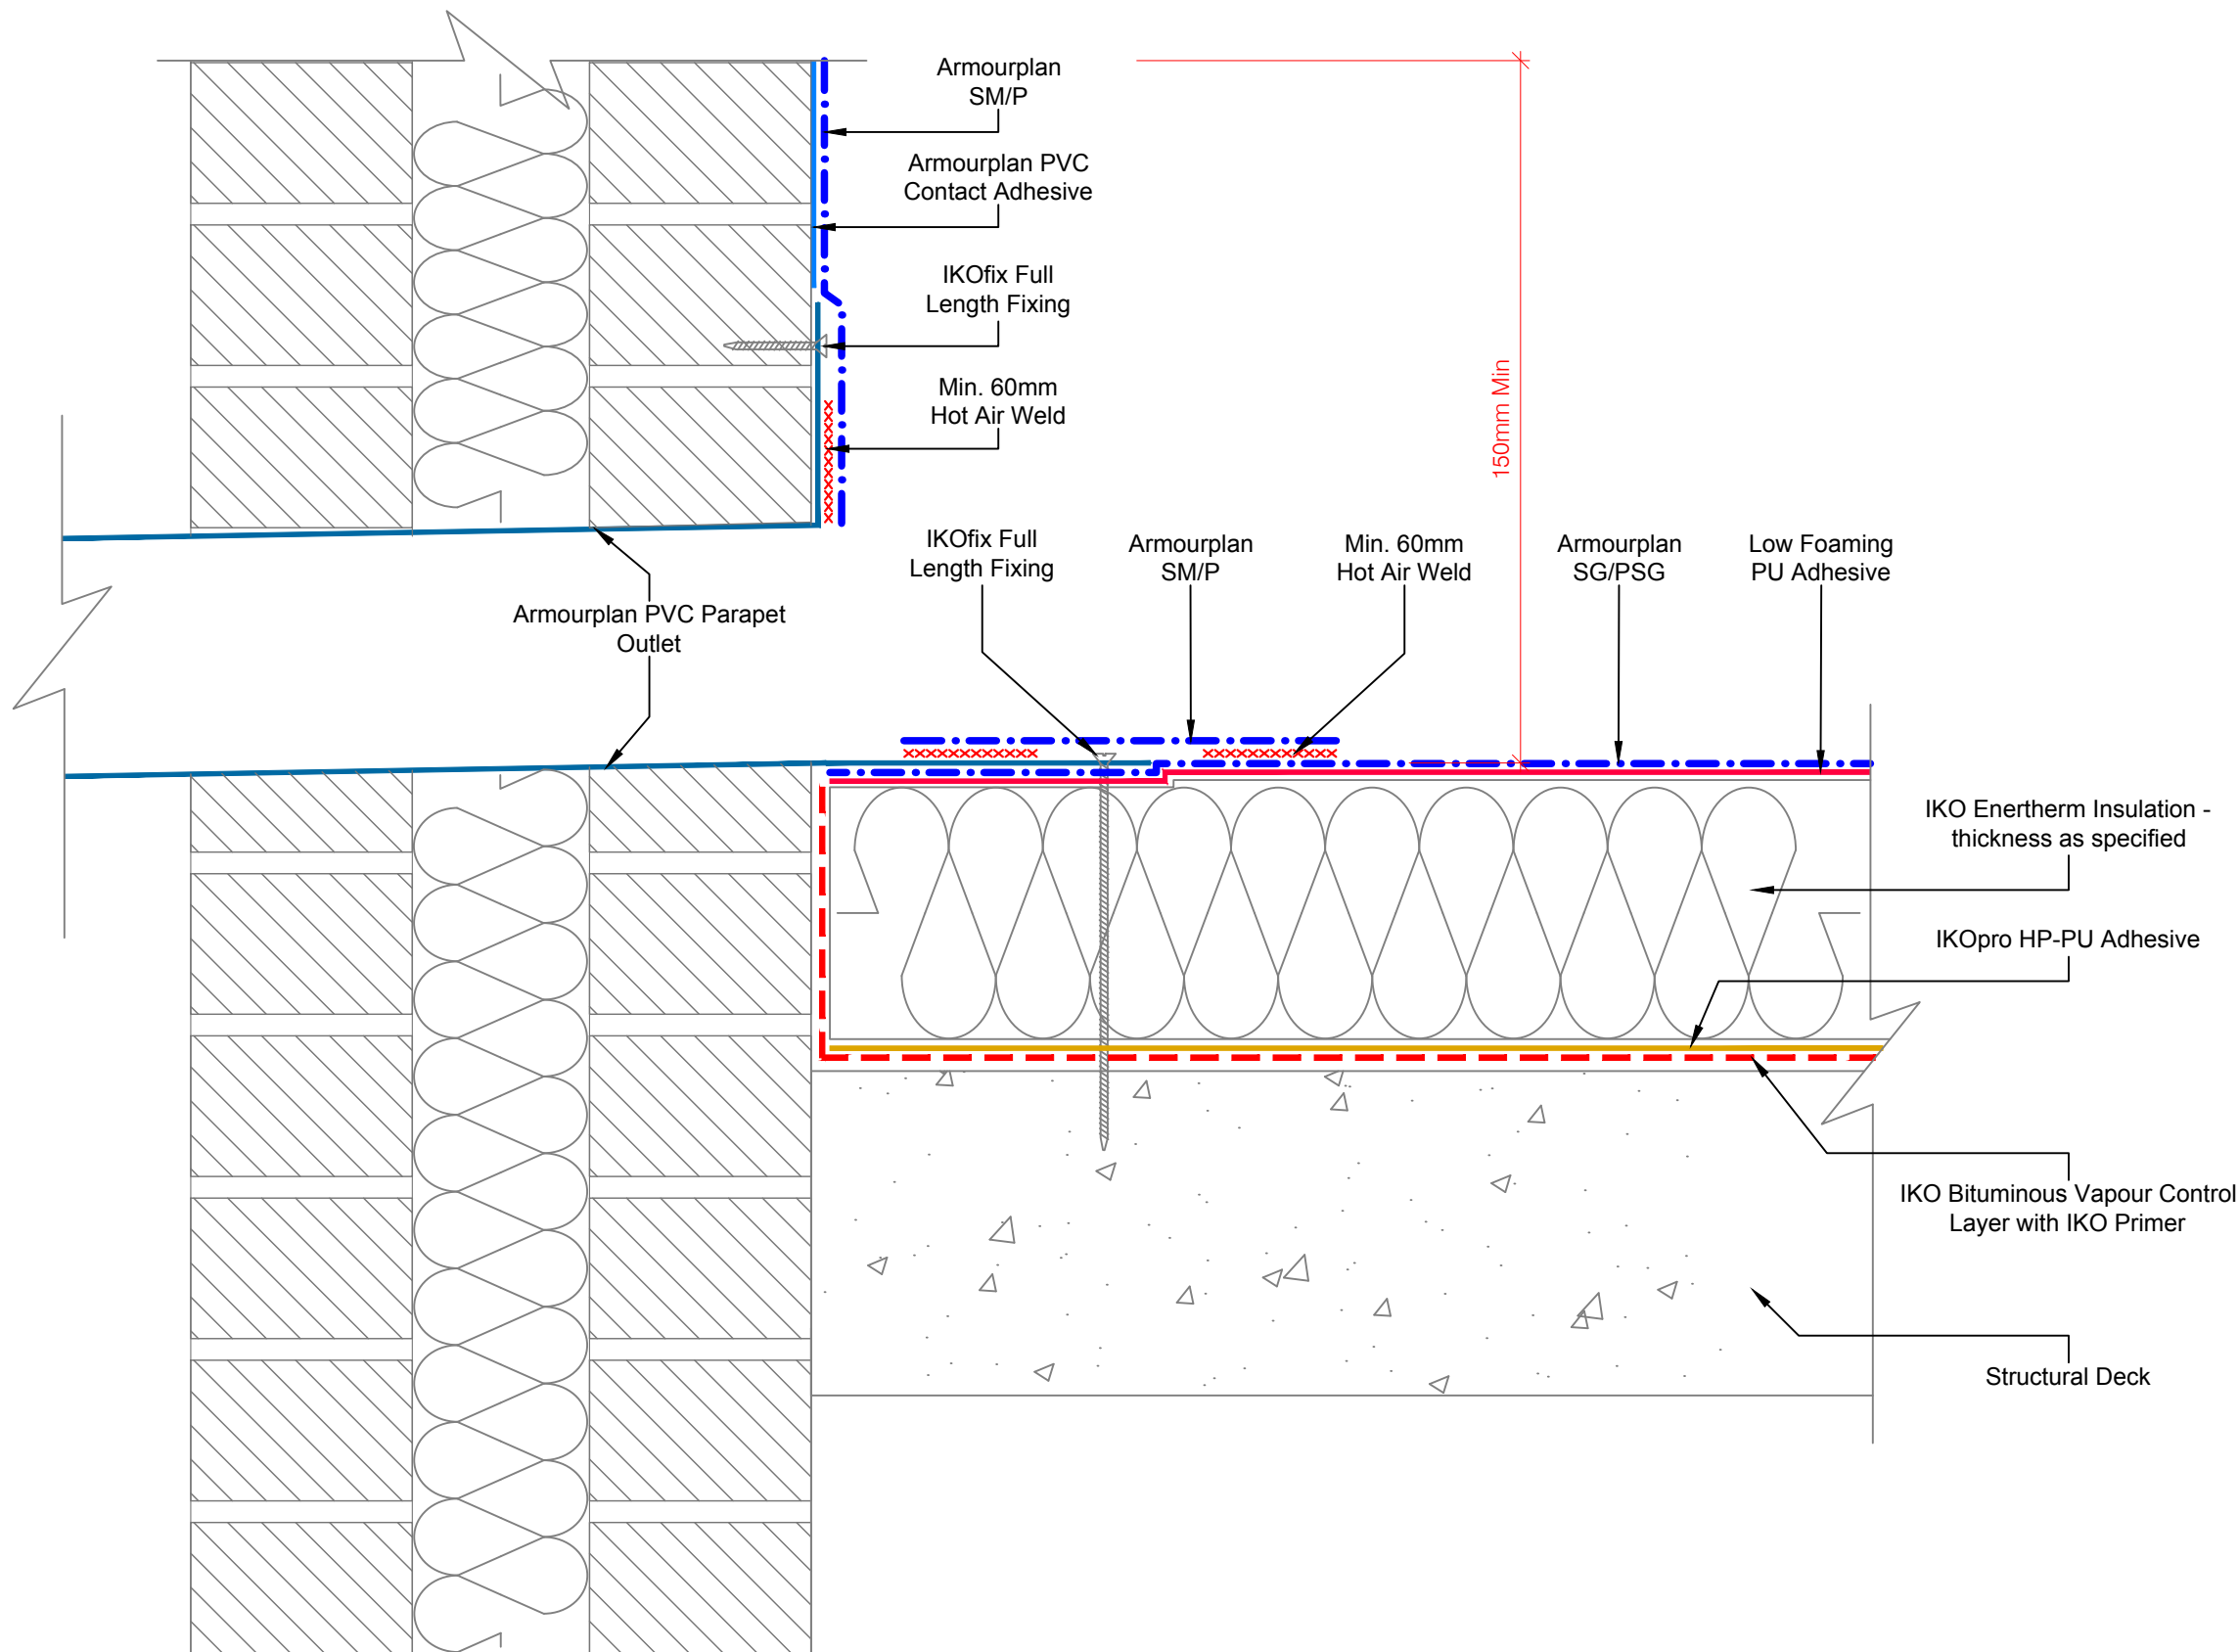 Armourplan
SM/P
Armourplan PVC
Contact Adhesive
IKOfix Full
Length Fixing
Min. 60mm
Hot Air Weld
150mm Min
IKOfix Full
Length Fixing
Armourplan
SM/P
Min. 60mm
Hot Air Weld
Armourplan
SG/PSG
Low Foaming
PU Adhesive
Armourplan PVC Parapet
Outlet
IKO Enertherm Insulation -
thickness as specified
IKOpro HP-PU Adhesive
IKO Bituminous Vapour Control
Layer with IKO Primer
Structural Deck